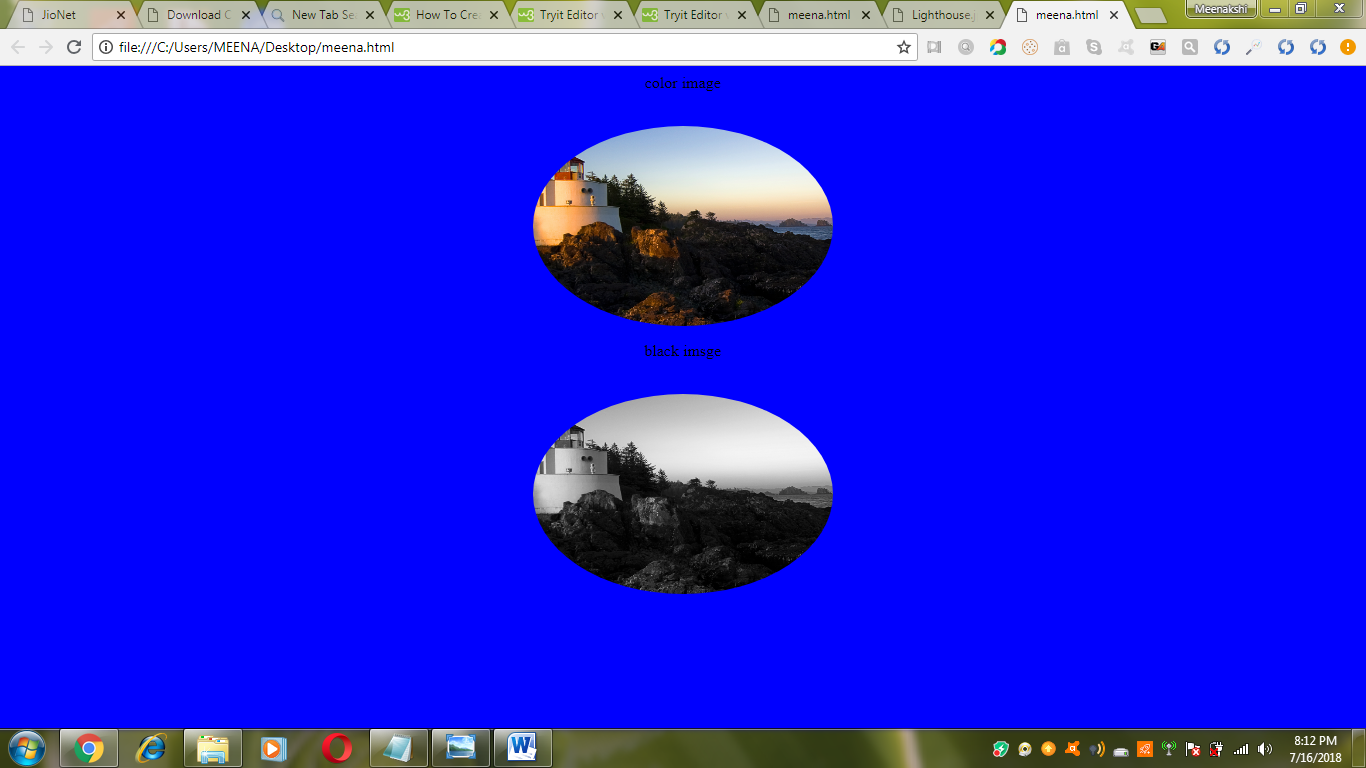 JioNet
Download C
New Tab Se
How To Crea
Tryit Editor v
Tryit Editor v
meena.html
Lighthouse.j
meena.html
Meenakshi
file:///C:/Users/MEENA/Desktop/meena.html
color image
black image
8:12 PM
7/16/2018